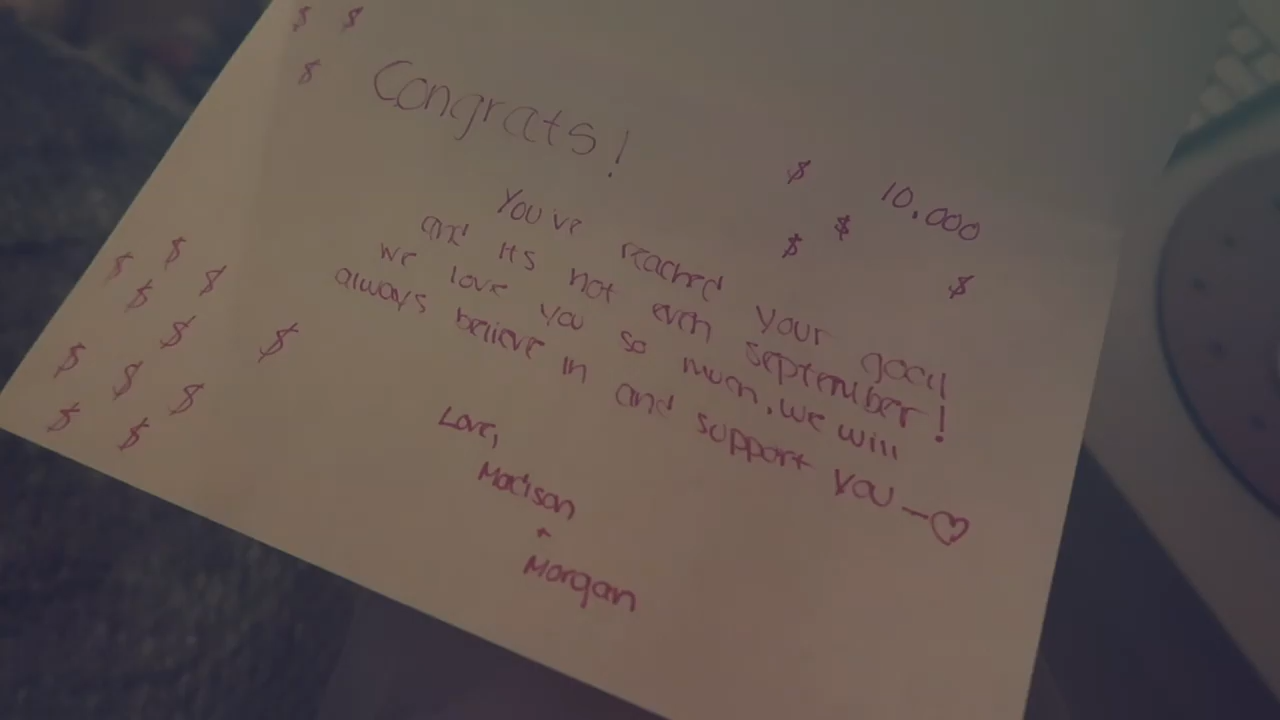 $ $
$
Congrats!
$ 10.000
$ $
$
You've reached your goal
and its not even september!
we love you so much, we will
always believe in and support you —♡
$ $ $ $ $ $ $ $ $ $ $
Love,
Madison
+
Morgan